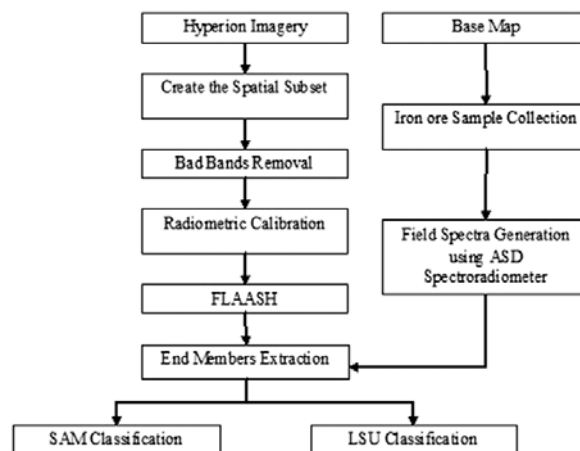 Hyperion Imagery
Base Map
Create the Spatial Subset
Iron ore Sample Collection
Bad Bands Removal
Radiometric Calibration
Field Spectra Generation
using ASD
Spectroradiometer
FLAASH
End Members Extraction
SAM Classification
LSU Classification